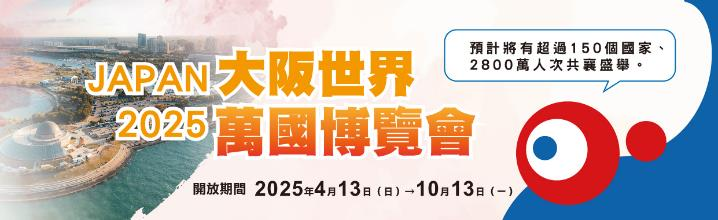 預計將有超過150個國家、
2800萬人次共襄盛舉。
JAPAN 大阪世界
2025 萬國博覽會
開放期間 2025年4月13日（日）→10月13日（一）